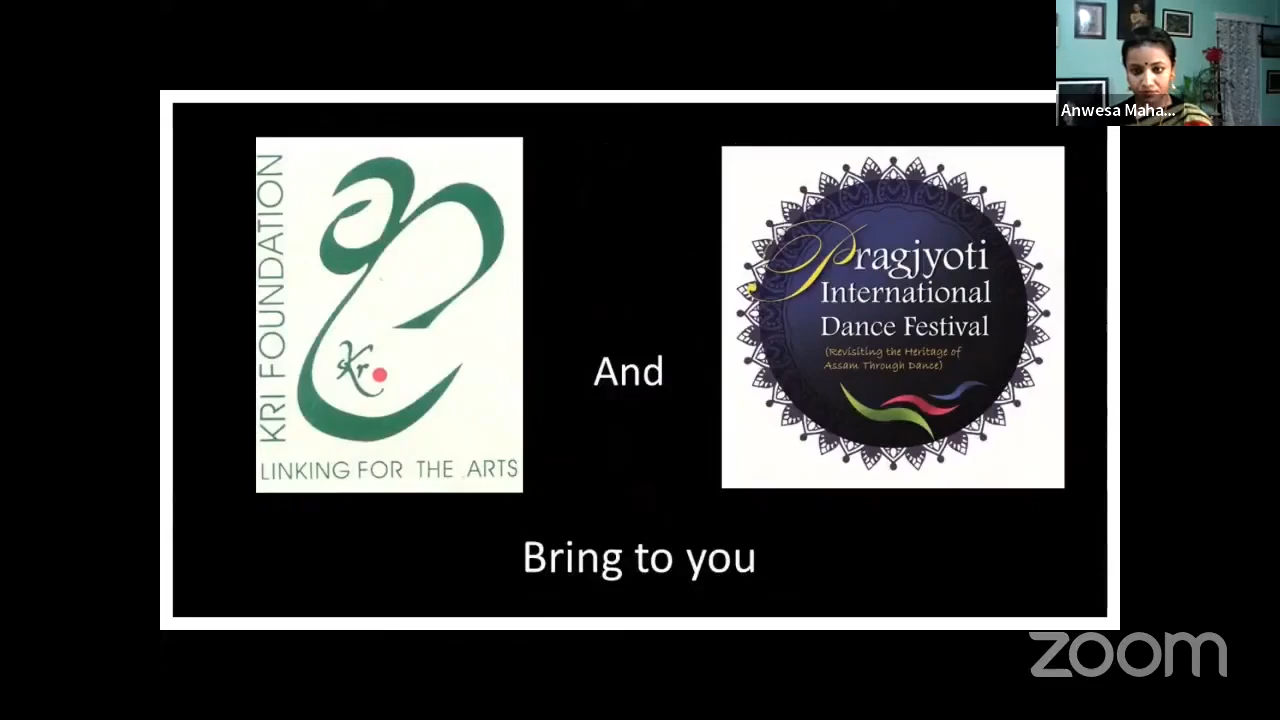 Anwesa Maha...
KRI FOUNDATION
Kr
LINKING FOR THE ARTS
And
Pragjyoti
International
Dance Festival
(Revisiting the Heritage of
Assam Through Dance)
Bring to you
zoom